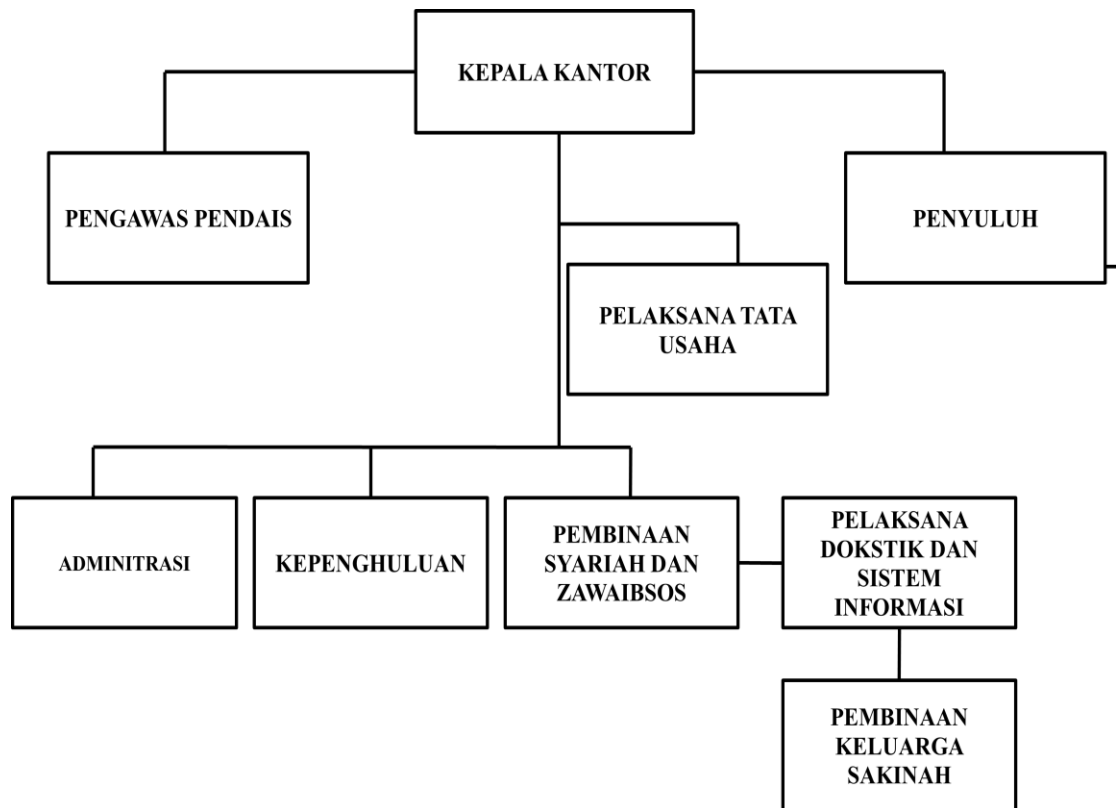 KEPALA KANTOR
PENGAWAS PENDAIS
PENYULUH
PELAKSANA TATA
USAHA
ADMINITRASI
KEPENGHULUAN
PEMBINAAN
SYARIAH DAN
ZAWAIBSOS
PELAKSANA
DOKSTIK DAN
SISTEM
INFORMASI
PEMBINAAN
KELUARGA
SAKINAH